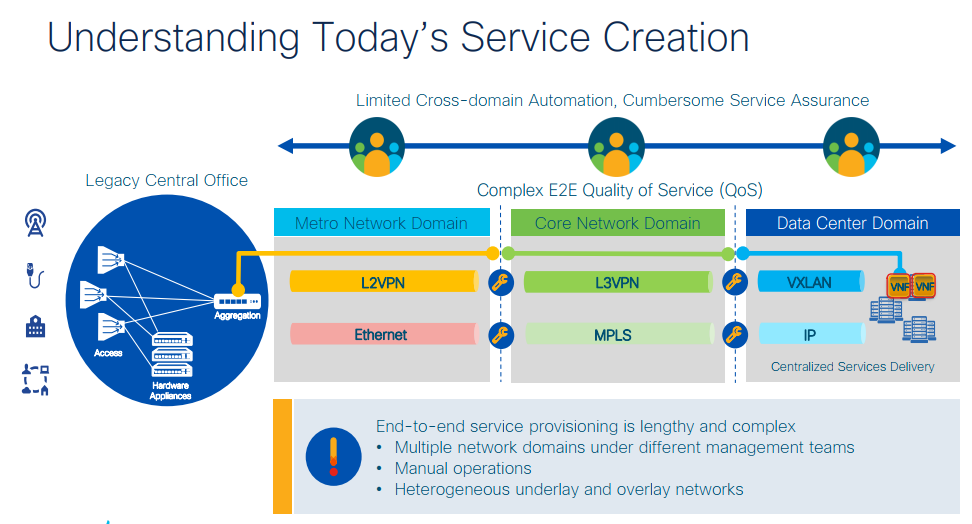 Understanding Today's Service Creation
Limited Cross-domain Automation, Cumbersome Service Assurance
Legacy Central Office
Complex E2E Quality of Service (QoS)
Metro Network Domain
Core Network Domain
Data Center Domain
L2VPN
L3VPN
VXLAN
VNF
VNF
Aggregation
Ethernet
MPLS
IP
Access
Hardware
Appliances
Centralized Services Delivery
End-to-end service provisioning is lengthy and complex
• Multiple network domains under different management teams
• Manual operations
• Heterogeneous underlay and overlay networks